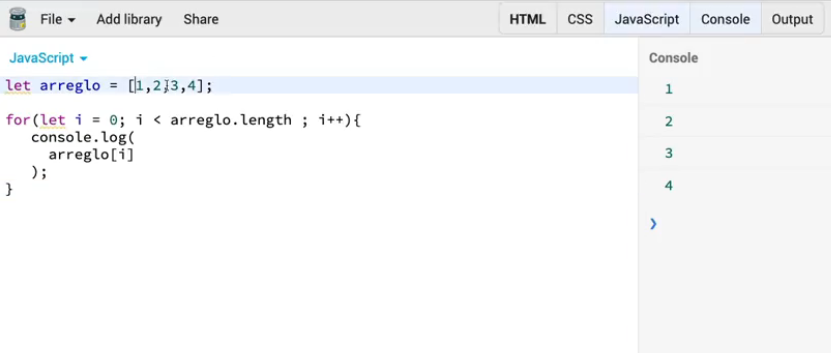 File Add library Share HTML CSS JavaScript Console Output
JavaScript
let arreglo = [1,2,3,4];
for(let i = 0; i < arreglo.length ; i++){
console.log(
arreglo[i]
);
}
Console
1
2
3
4